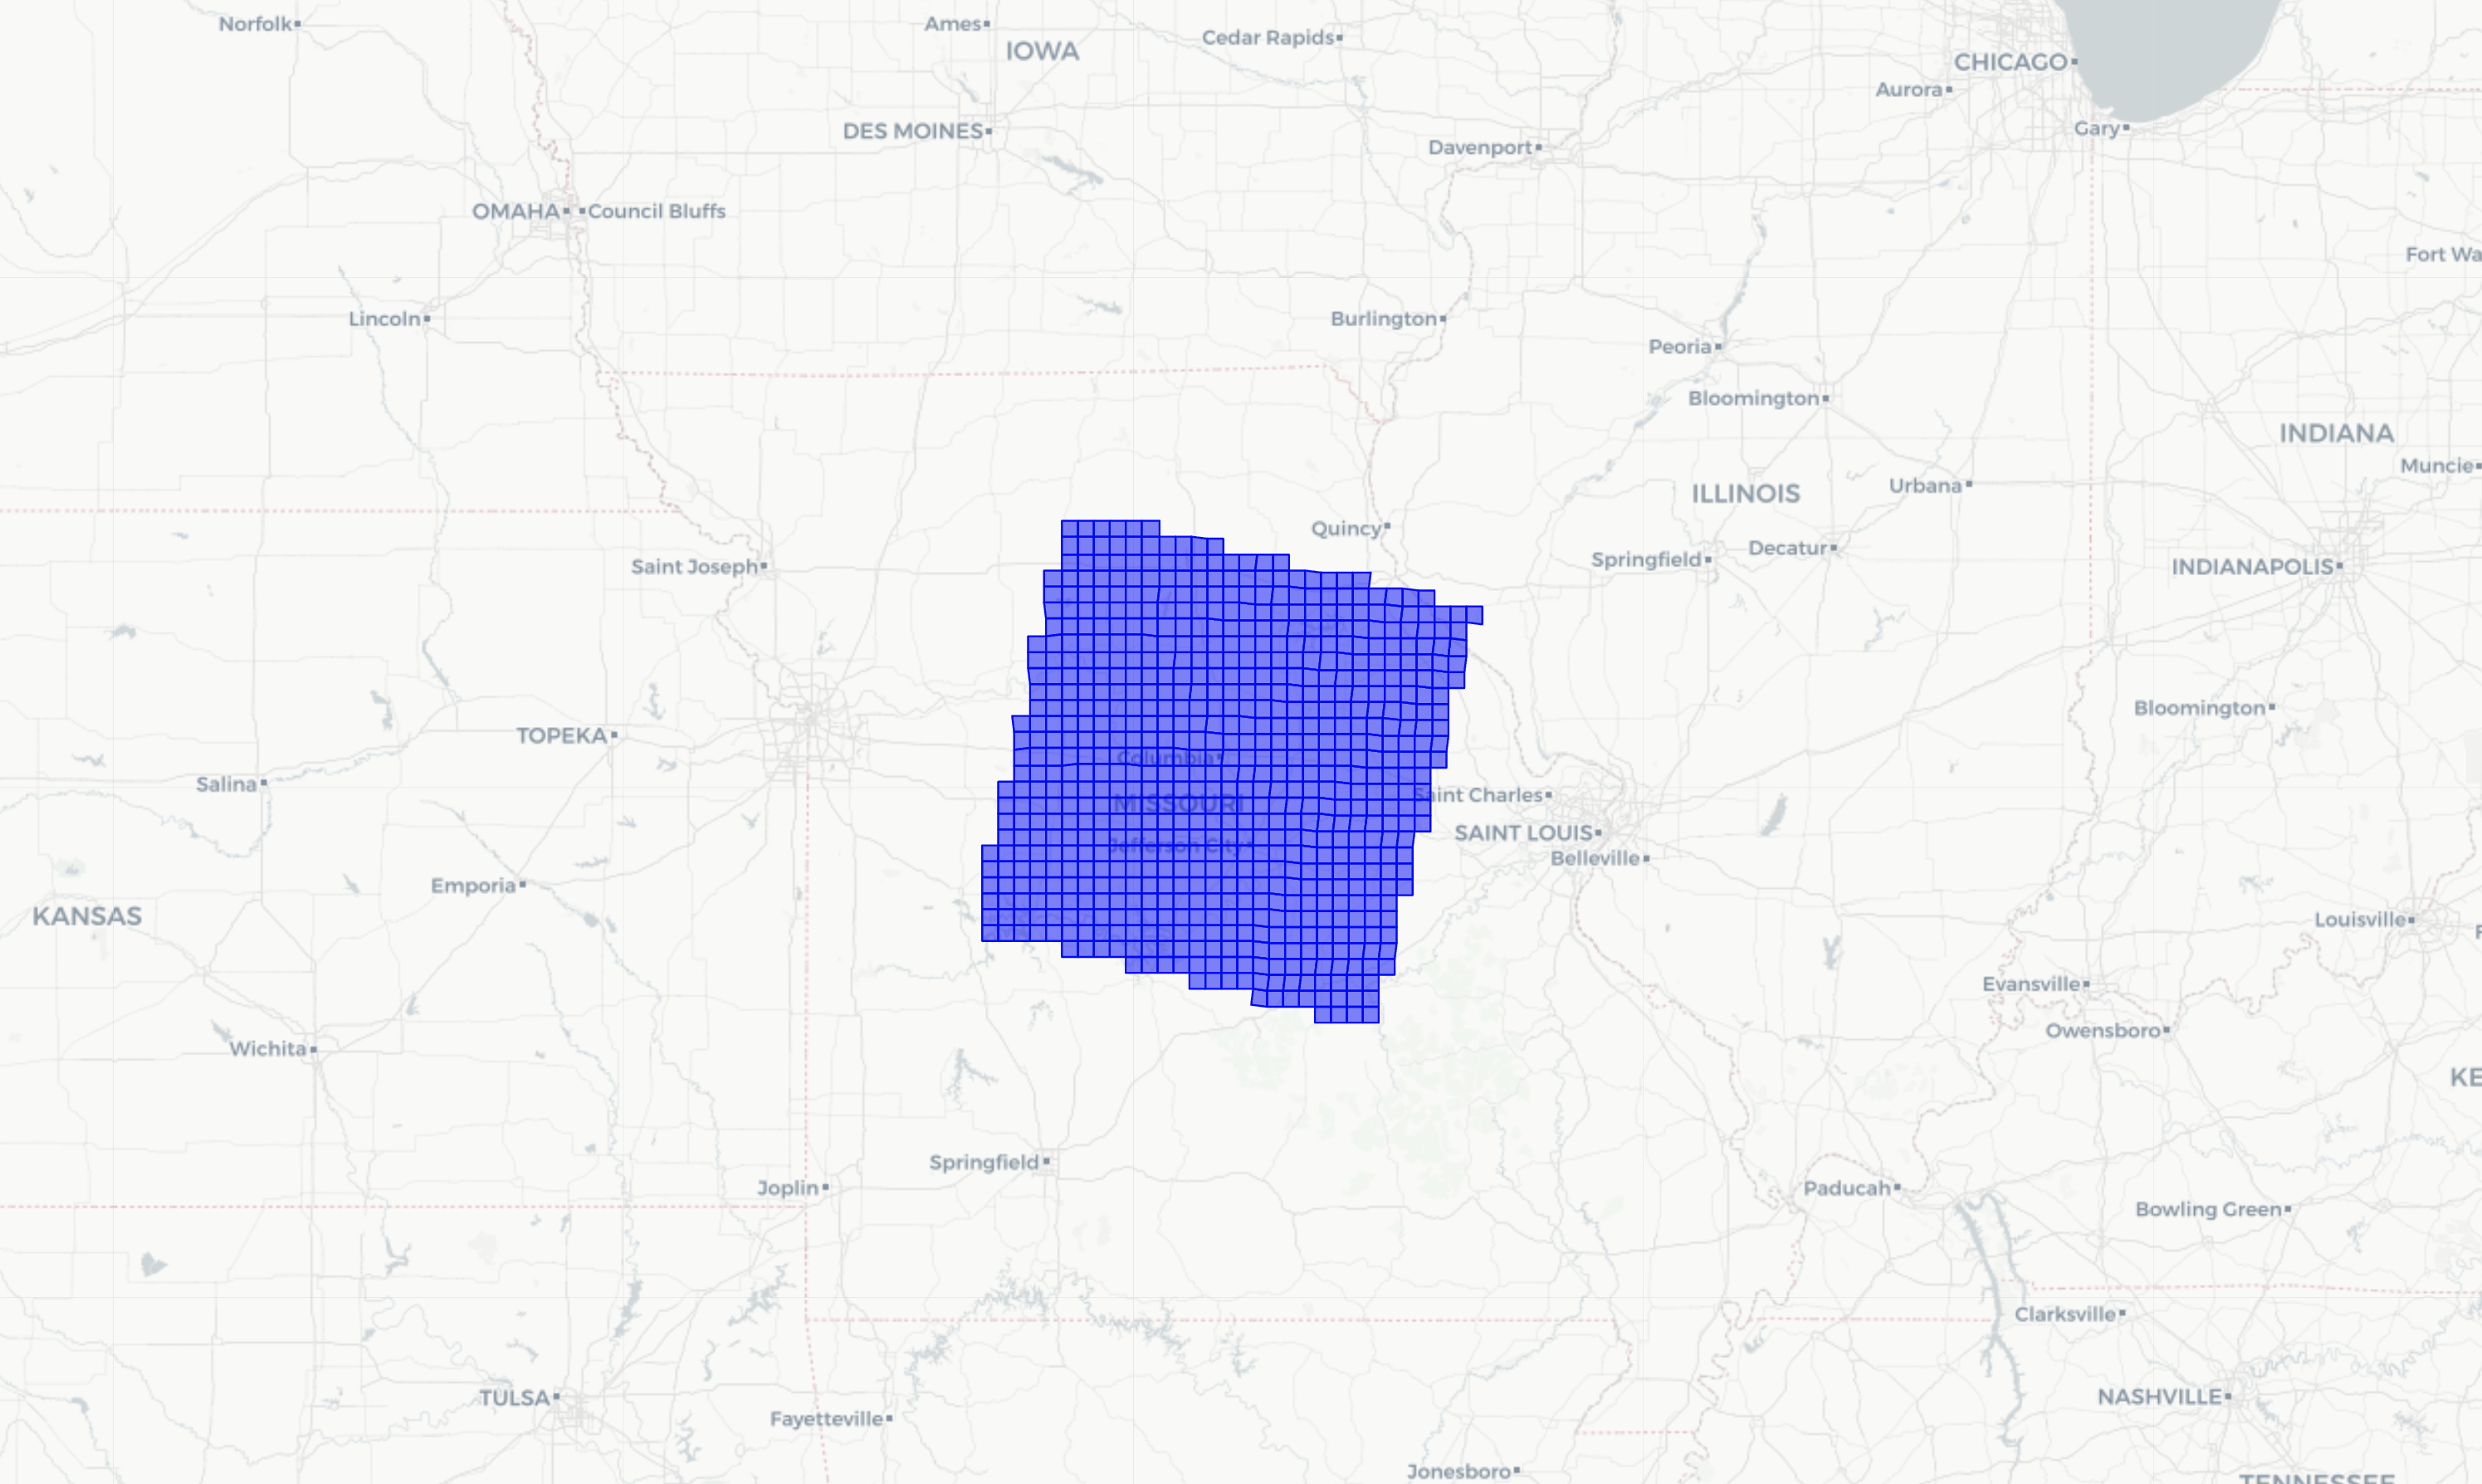 Norfolk
Ames
IOWA
Cedar Rapids
CHICAGO
Aurora
Gary
DES MOINES
Davenport
OMAHA
Council Bluffs
Fort Wa
Lincoln
Burlington
Peoria
Bloomington
INDIANA
Muncie
ILLINOIS
Urbana
Quincy
Springfield
Decatur
INDIANAPOLIS
Saint Joseph
Bloomington
TOPEKA
Columbia
Salina
MISSOURI
Saint Charles
SAINT LOUIS
Jefferson City
Belleville
Emporia
KANSAS
Louisville
Evansville
Owensboro
Wichita
KE
Springfield
Joplin
Paducah
Bowling Green
Clarksville
TULSA
NASHVILLE
Fayetteville
Jonesboro
TENNESSEE